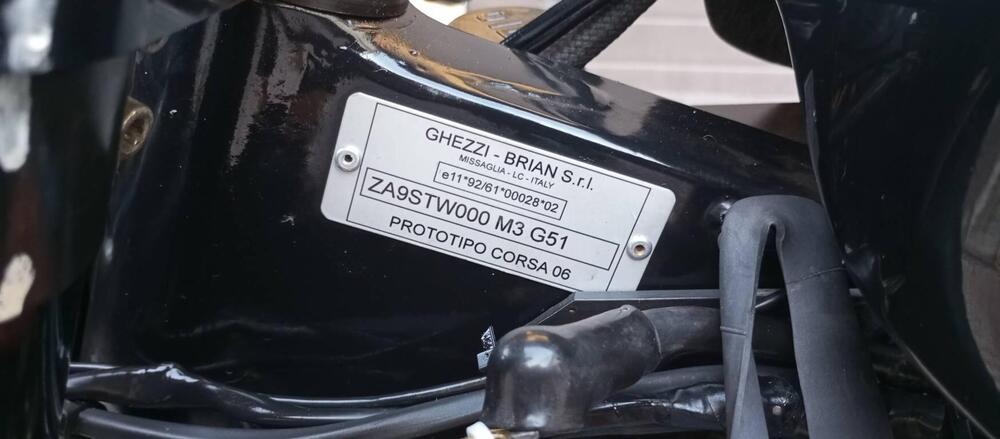 GHEZZI - BRIAN S.r.l.
MISSAGLIA - LC - ITALY
e11*92/61*00028*02
ZA9STW000 M3 G51
PROTOTIPO CORSA 06